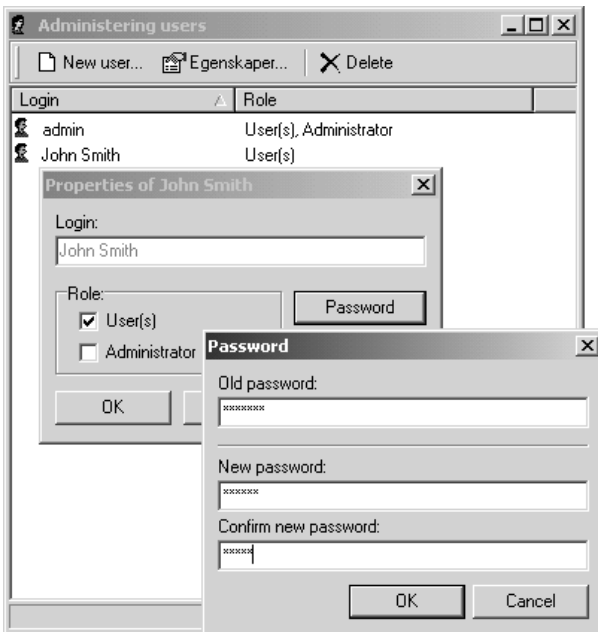 Administering users
New user... Egenskaper... Delete
Login Role
admin User(s), Administrator
John Smith User(s)
Properties of John Smith
Login:
John Smith
Role:
User(s)
Administrator
Password
OK
Password
Old password:
*******
New password:
******
Confirm new password:
*****
OK Cancel